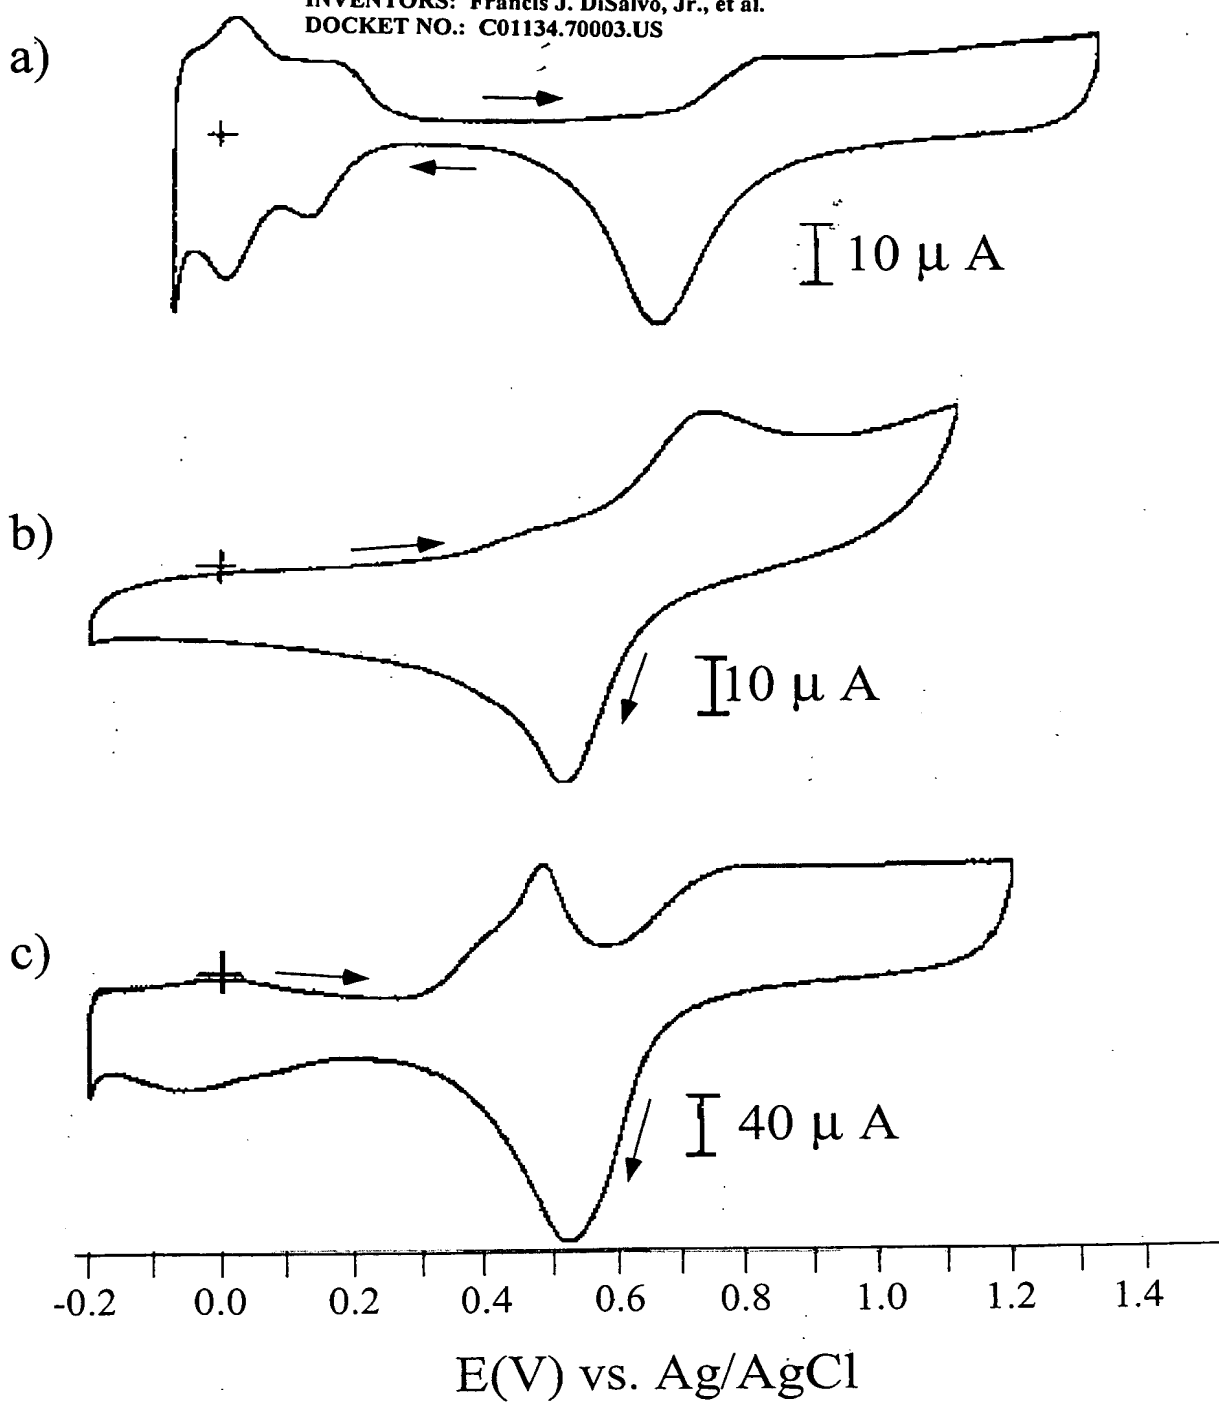 INVENTORS: Francis J. DiSalvo, Jr., et al.
DOCKET NO.: C01134.70003.US
a)
10 μ A
b)
10 μ A
c)
40 μ A
-0.2 0.0 0.2 0.4 0.6 0.8 1.0 1.2 1.4
E(V) vs. Ag/AgCl